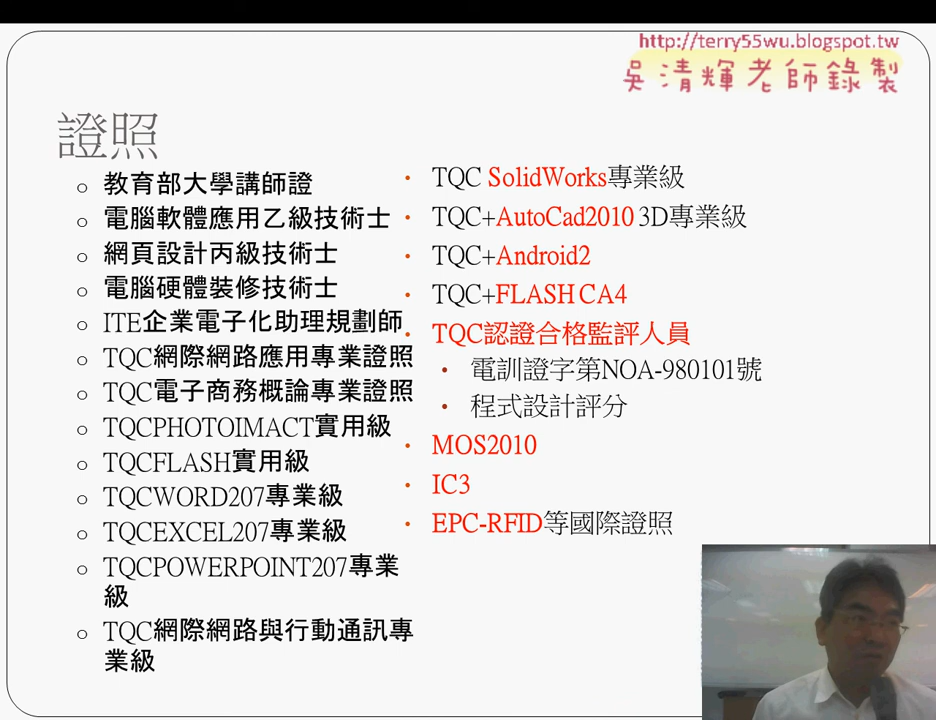 http://terry55wu.blogspot.tw
吳清輝老師錄製
證照
教育部大學講師證
電腦軟體應用乙級技術士
網頁設計丙級技術士
電腦硬體裝修技術士
ITE企業電子化助理規劃師
TQC網際網路應用專業證照
TQC電子商務概論專業證照
TQCPHOTOIMACT實用級
TQCFLASH實用級
TQCWORD207專業級
TQCEXCEL207專業級
TQCPOWERPOINT207專業
級
TQC網際網路與行動通訊專
業級
TQC SolidWorks專業級
TQC+AutoCad2010 3D專業級
TQC+Android2
TQC+FLASH CA4
TQC認證合格監評人員
電訓證字第NOA-980101號
程式設計評分
MOS2010
IC3
EPC-RFID等國際證照